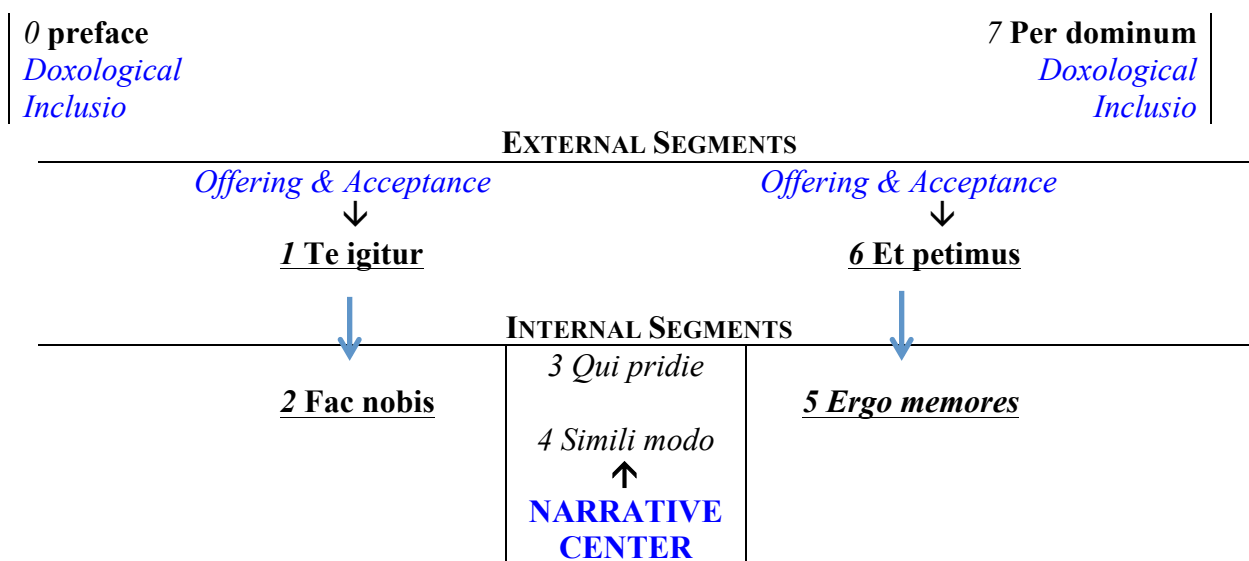 0 preface
Doxological
Inclusio
7 Per dominum
Doxological
Inclusio
EXTERNAL SEGMENTS
Offering & Acceptance
Offering & Acceptance
1 Te igitur
6 Et petimus
INTERNAL SEGMENTS
3 Qui pridie
2 Fac nobis
5 Ergo memores
4 Simili modo
NARRATIVE
CENTER